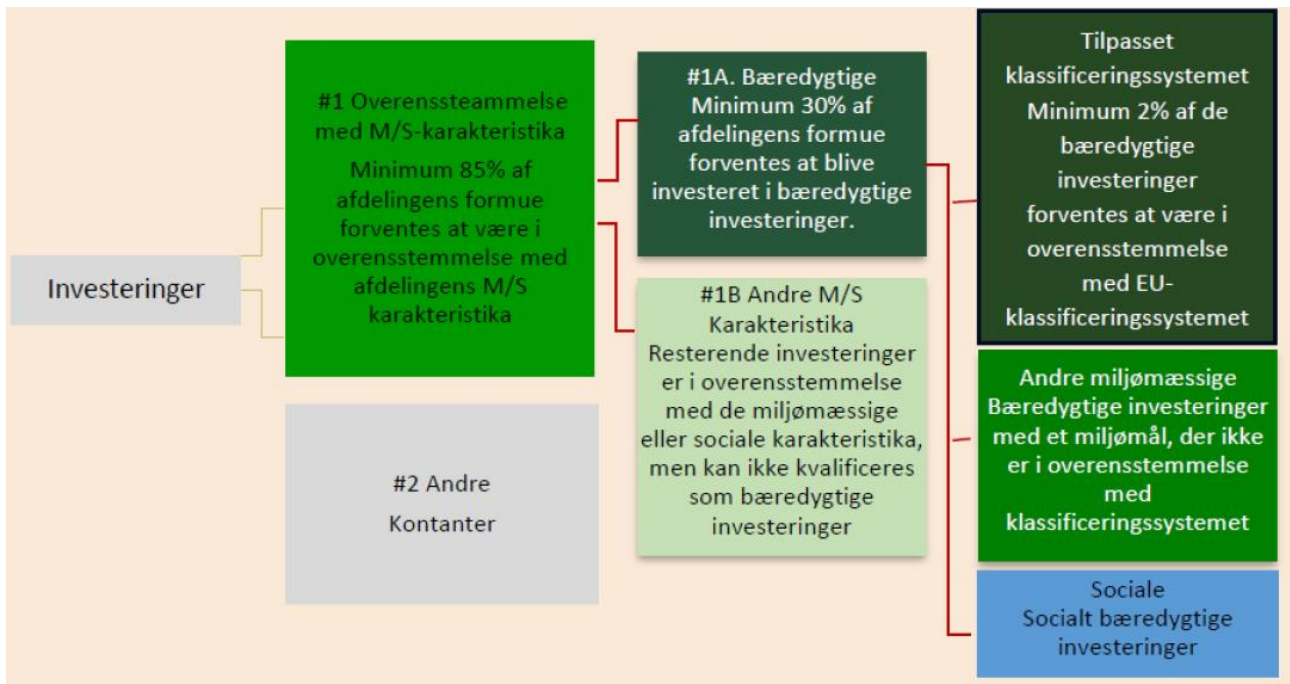 Investeringer
#1 Overenssteammelse
med M/S-karakteristika
Minimum 85% af
afdelingens formue
forventes at være i
overensstemmelse med
afdelingens M/S
karakteristika
#2 Andre
Kontanter
#1A. Bæredygtige
Minimum 30% af
afdelingens formue
forventes at blive
investeret i bæredygtige
investeringer.
#1B Andre M/S
Karakteristika
Resterende investeringer
er i overensstemmelse
med de miljømæssige
eller sociale karakteristika,
men kan ikke kvalificeres
som bæredygtige
investeringer
Tilpasset
klassificeringssystemet
Minimum 2% af de
bæredygtige
investeringer
forventes at være i
overensstemmelse
med EU-
klassificeringssystemet
Andre miljømæssige
Bæredygtige investeringer
med et miljømål, der ikke
er i overensstemmelse
med
klassificeringssystemet
Sociale
Socialt bæredygtige
investeringer